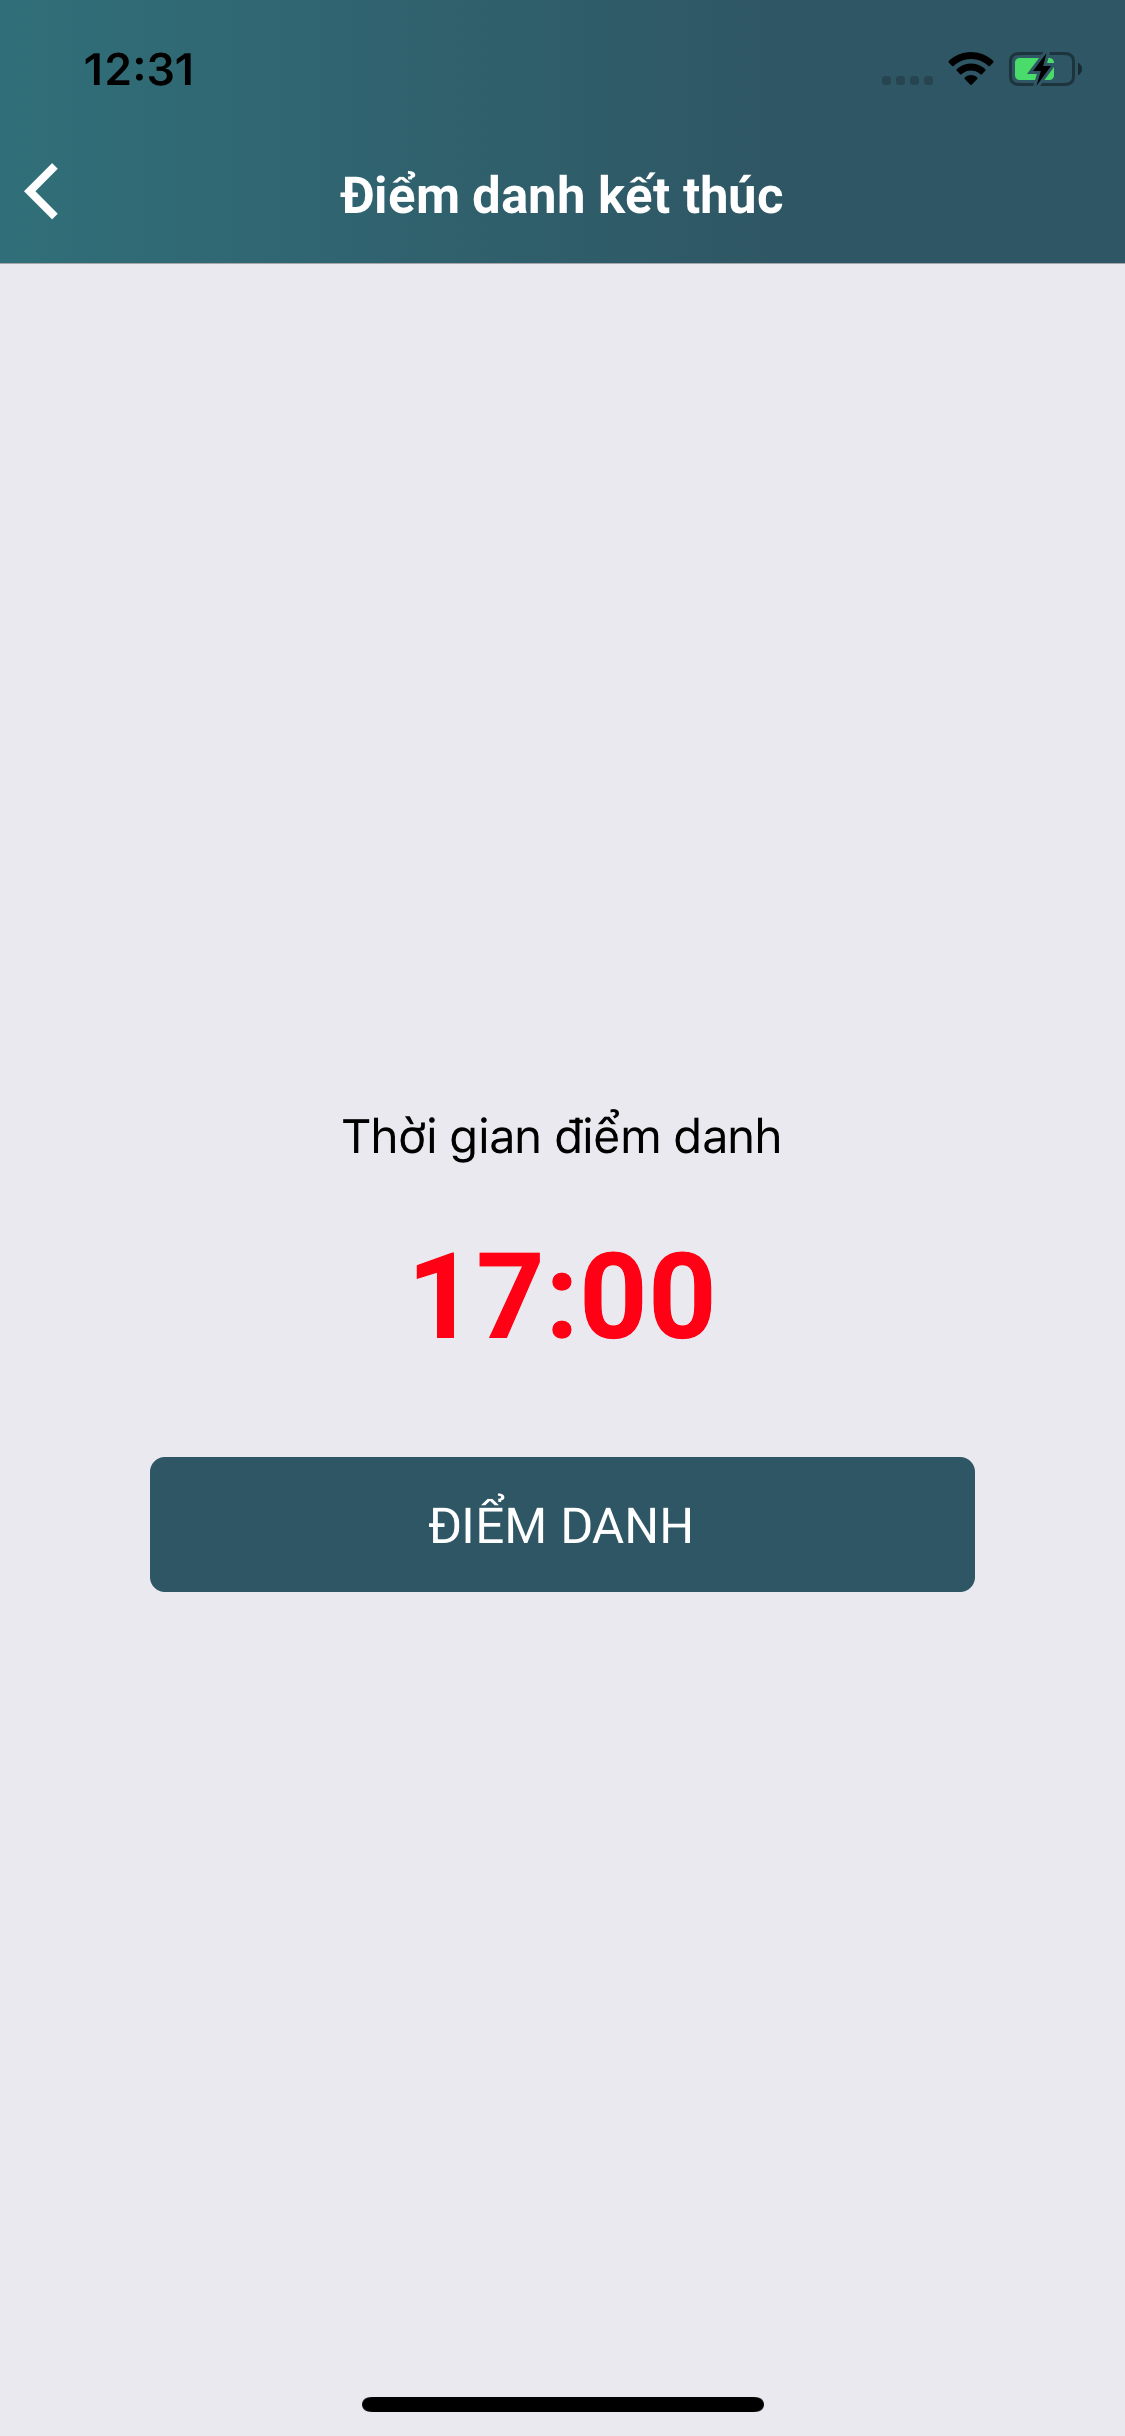 12:31
Điểm danh kết thúc
Thời gian điểm danh
17:00
ĐIỂM DANH